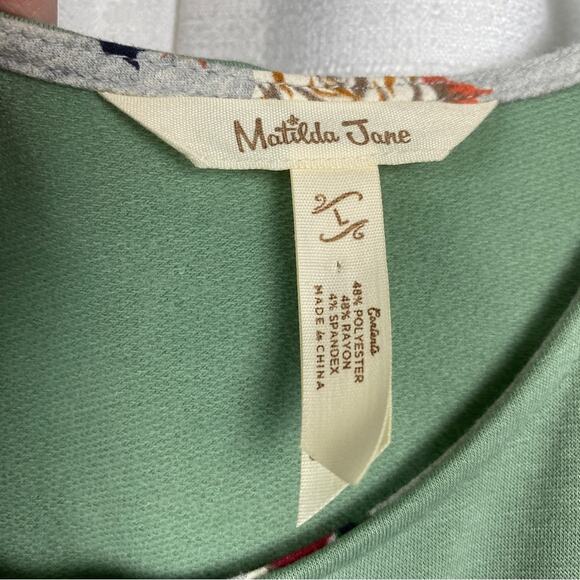 Matilda Jane
L
Contents
48% POLYESTER
48% RAYON
4% SPANDEX
MADE in CHINA